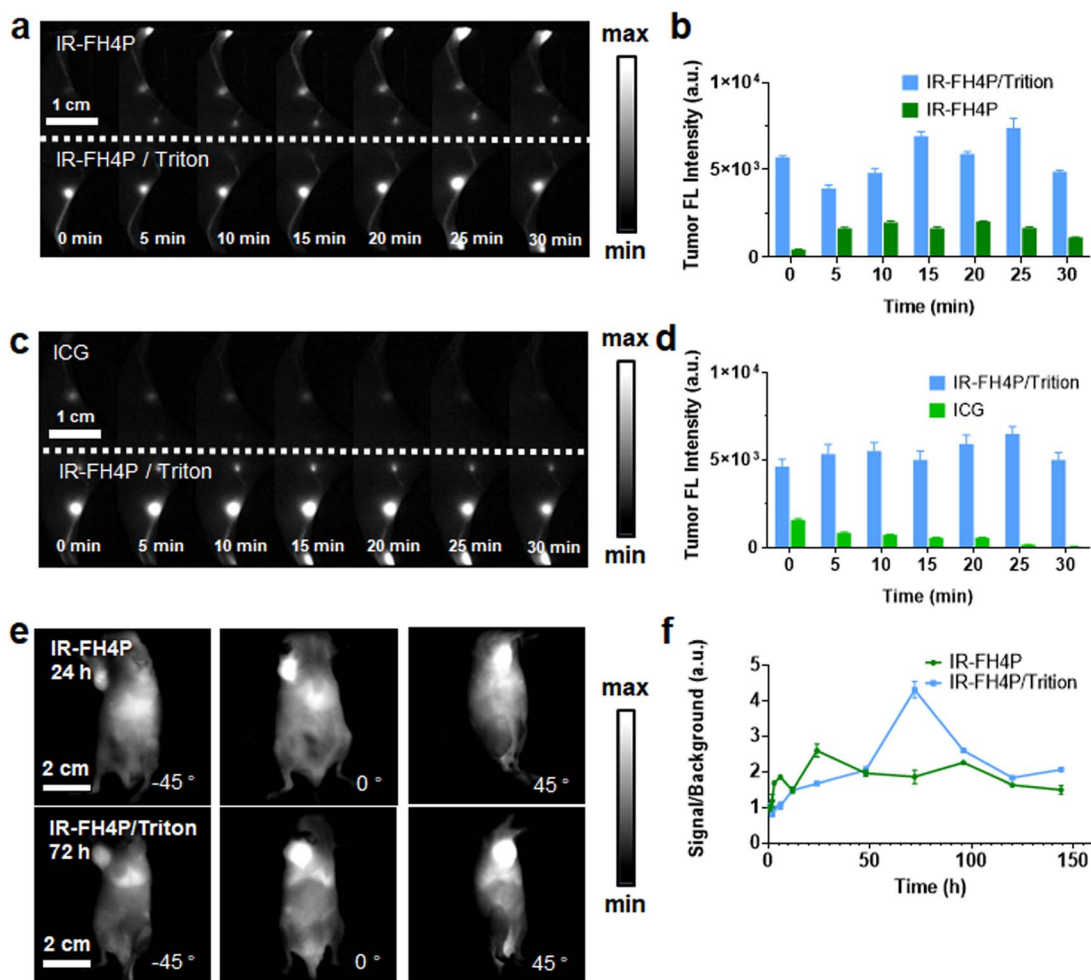 a
IR-FH4P
1 cm
IR-FH4P / Triton
0 min 5 min 10 min 15 min 20 min 25 min 30 min
max
min
b
Tumor FL Intensity (a.u.)
1×10⁴
5×10³
0
IR-FH4P/Trition
IR-FH4P
0 5 10 15 20 25 30
Time (min)
c
ICG
1 cm
IR-FH4P / Triton
0 min 5 min 10 min 15 min 20 min 25 min 30 min
max
min
d
Tumor FL Intensity (a.u.)
1×10⁴
5×10³
0
IR-FH4P/Trition
ICG
0 5 10 15 20 25 30
Time (min)
e
IR-FH4P
24 h
2 cm
-45 °
0 °
45 °
IR-FH4P/Triton
72 h
2 cm
-45 °
0 °
45 °
max
min
f
Signal/Background (a.u.)
5
4
3
2
1
0
IR-FH4P
IR-FH4P/Trition
0 50 100 150
Time (h)